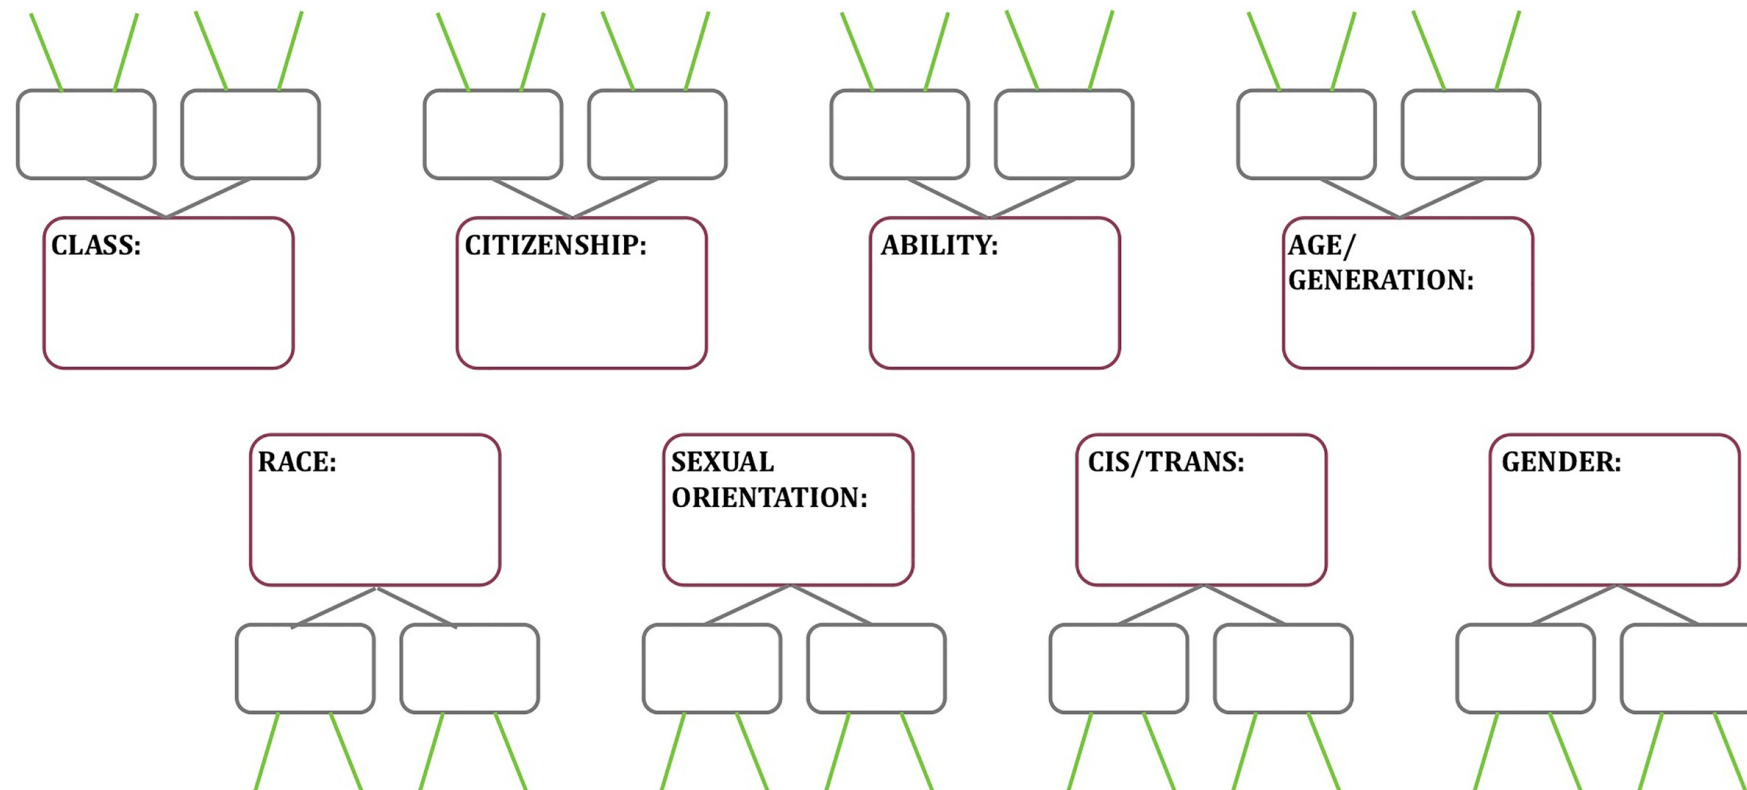 CLASS:
CITIZENSHIP:
ABILITY:
AGE/
GENERATION:
RACE:
SEXUAL
ORIENTATION:
CIS/TRANS:
GENDER: